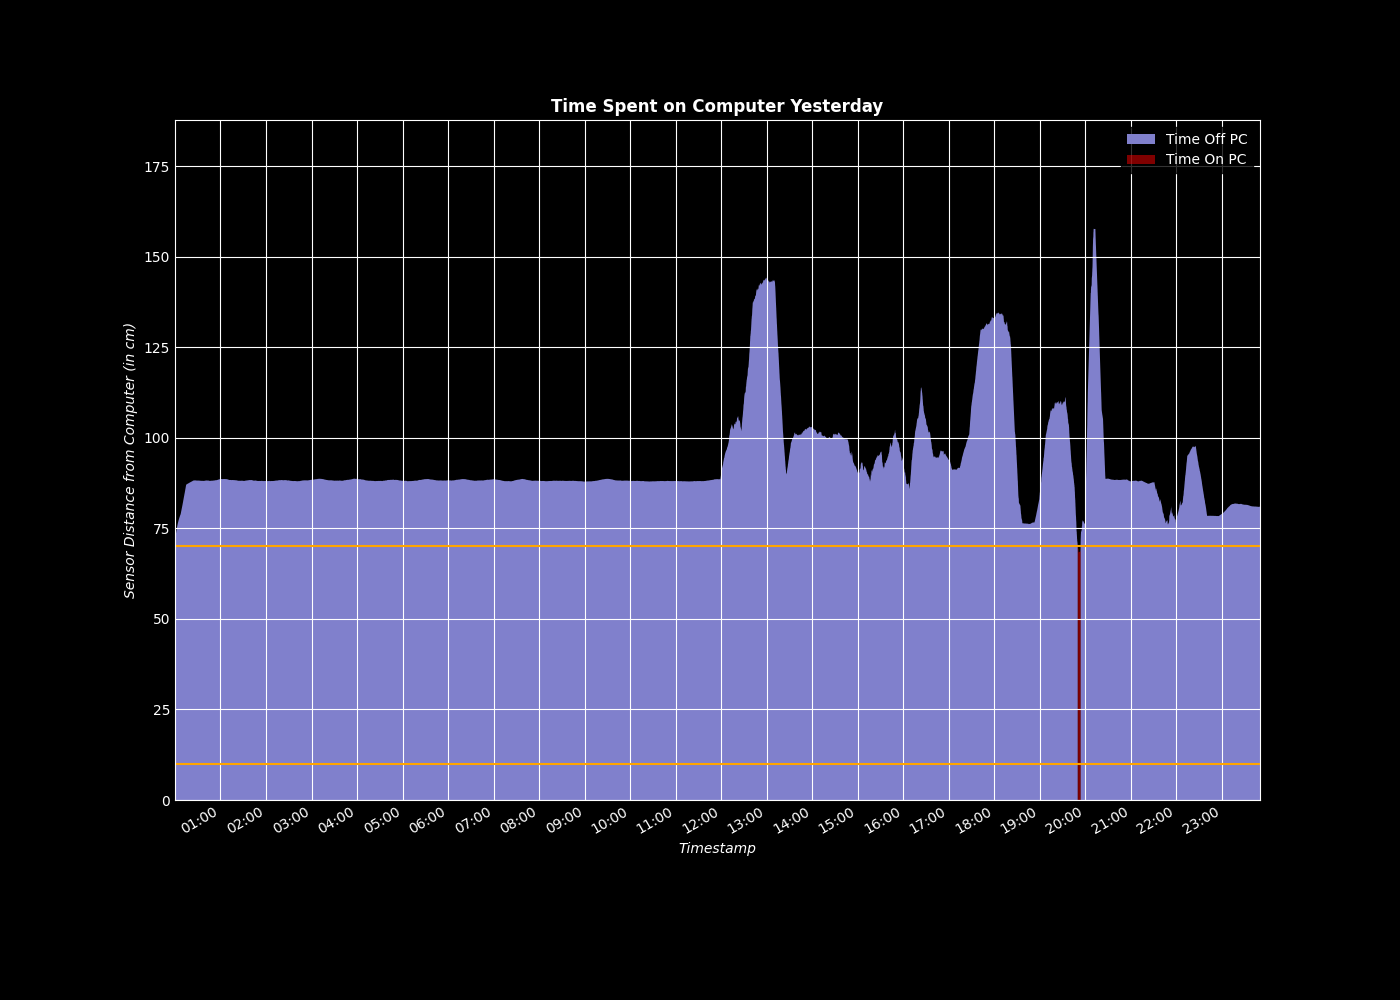 Time Spent on Computer Yesterday
Time Off PC
Time On PC
175
150
125
100
75
50
25
0
Sensor Distance from Computer (in cm)
01:00 02:00 03:00 04:00 05:00 06:00 07:00 08:00 09:00 10:00 11:00 12:00 13:00 14:00 15:00 16:00 17:00 18:00 19:00 20:00 21:00 22:00 23:00
Timestamp